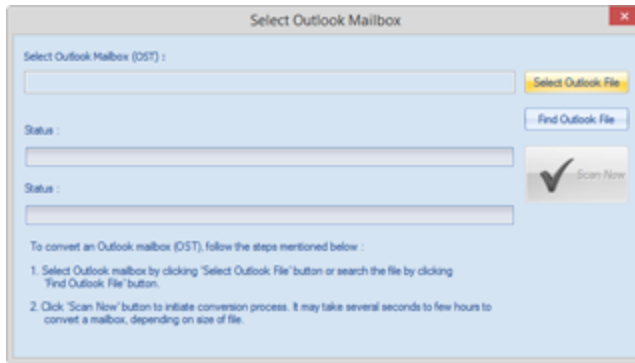 Select Outlook Mailbox
Select Outlook Mailbox (OST) :
Select Outlook File
Find Outlook File
Status :
Scan Now
Status :
To convert an Outlook mailbox (OST), follow the steps mentioned below :
1. Select Outlook mailbox by clicking 'Select Outlook File' button or search the file by clicking
'Find Outlook File' button.
2. Click 'Scan Now' button to initiate conversion process. It may take several seconds to few hours to
convert a mailbox, depending on size of file.